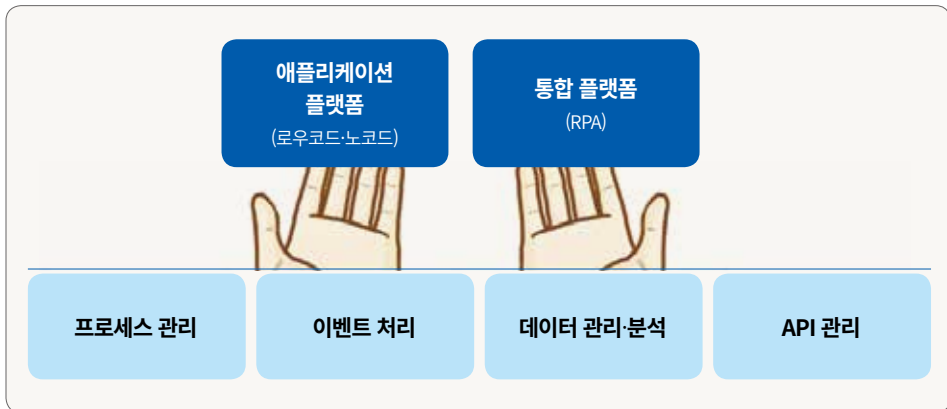 애플리케이션
플랫폼
(로우코드·노코드)
통합 플랫폼
(RPA)
프로세스 관리
이벤트 처리
데이터 관리·분석
API 관리